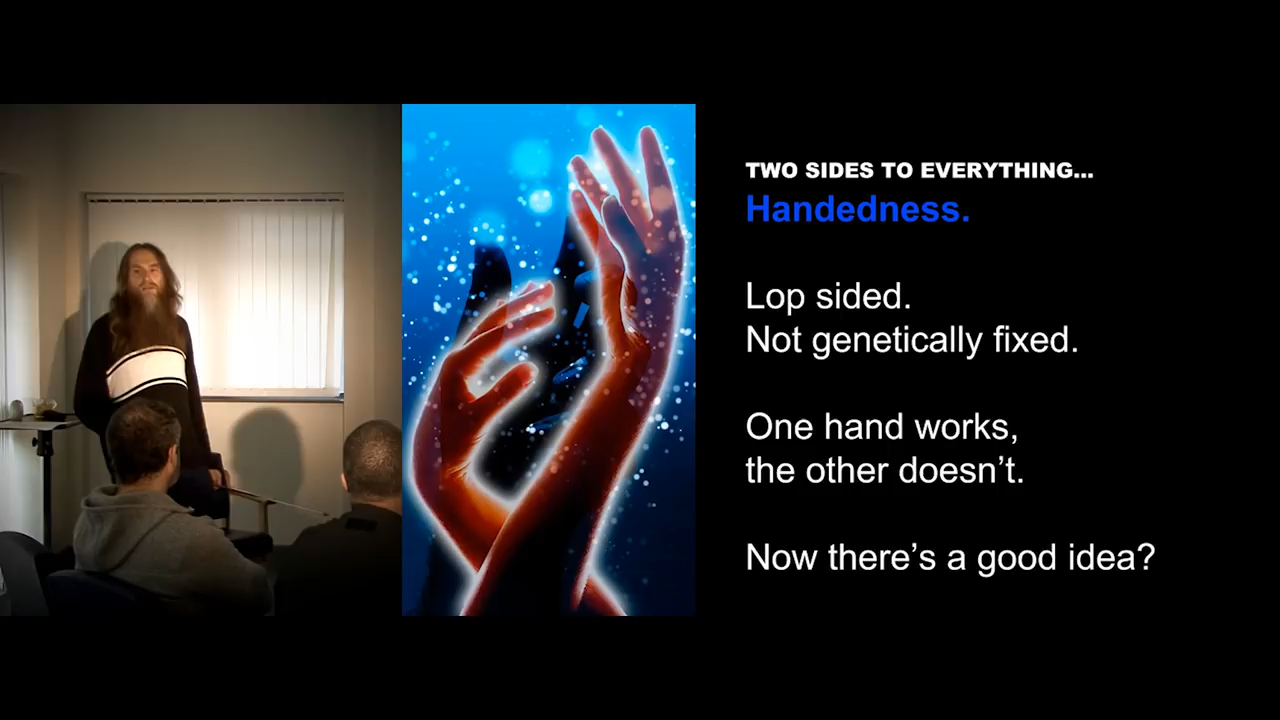 TWO SIDES TO EVERYTHING...
Handedness.
Lop sided.
Not genetically fixed.
One hand works,
the other doesn’t.
Now there’s a good idea?